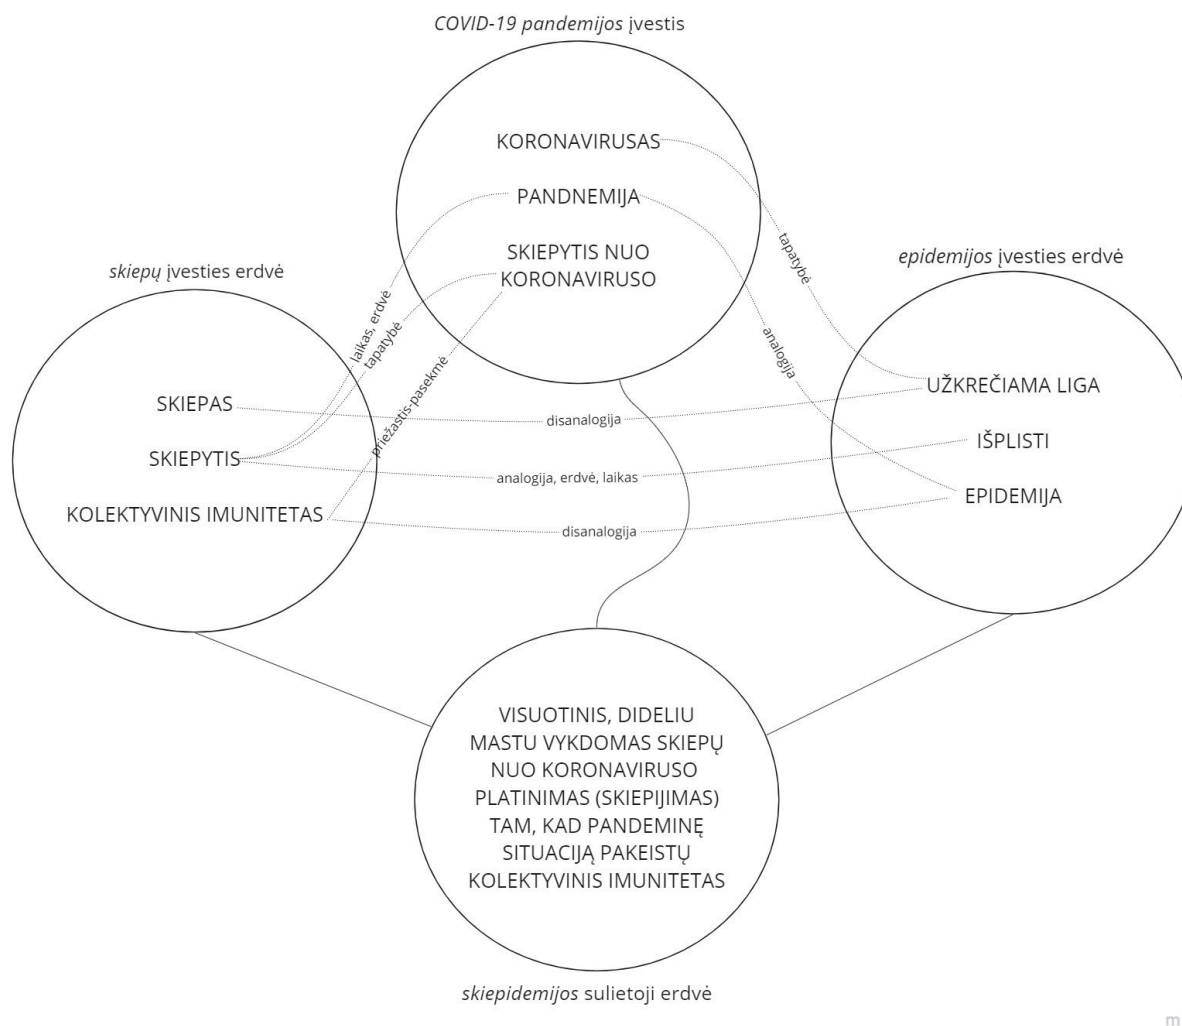 COVID-19 pandemijos įvestis
KORONAVIRUSAS
PANDNEMIJA
SKIEPYTIS NUO
KORONAVIRUSO
skiepų įvesties erdvė
SKIEPAS
SKIEPYTIS
KOLEKTYVINIS IMUNITETAS
epidemijos įvesties erdvė
UŽKREČIAMA LIGA
IŠPLISTI
EPIDEMIJA
laikas, erdvė
tapatybė
priežastis-pasekmė
tapatybė
analogija
disanalogija
analogija, erdvė, laikas
disanalogija
VISUOTINIS, DIDELIU
MASTU VYKDOMAS SKIEPŲ
NUO KORONAVIRUSO
PLATINIMAS (SKIEPIJIMAS)
TAM, KAD PANDEMINĘ
SITUACIJĄ PAKEISTŲ
KOLEKTYVINIS IMUNITETAS
skiepidemijos sulietoji erdvė
m